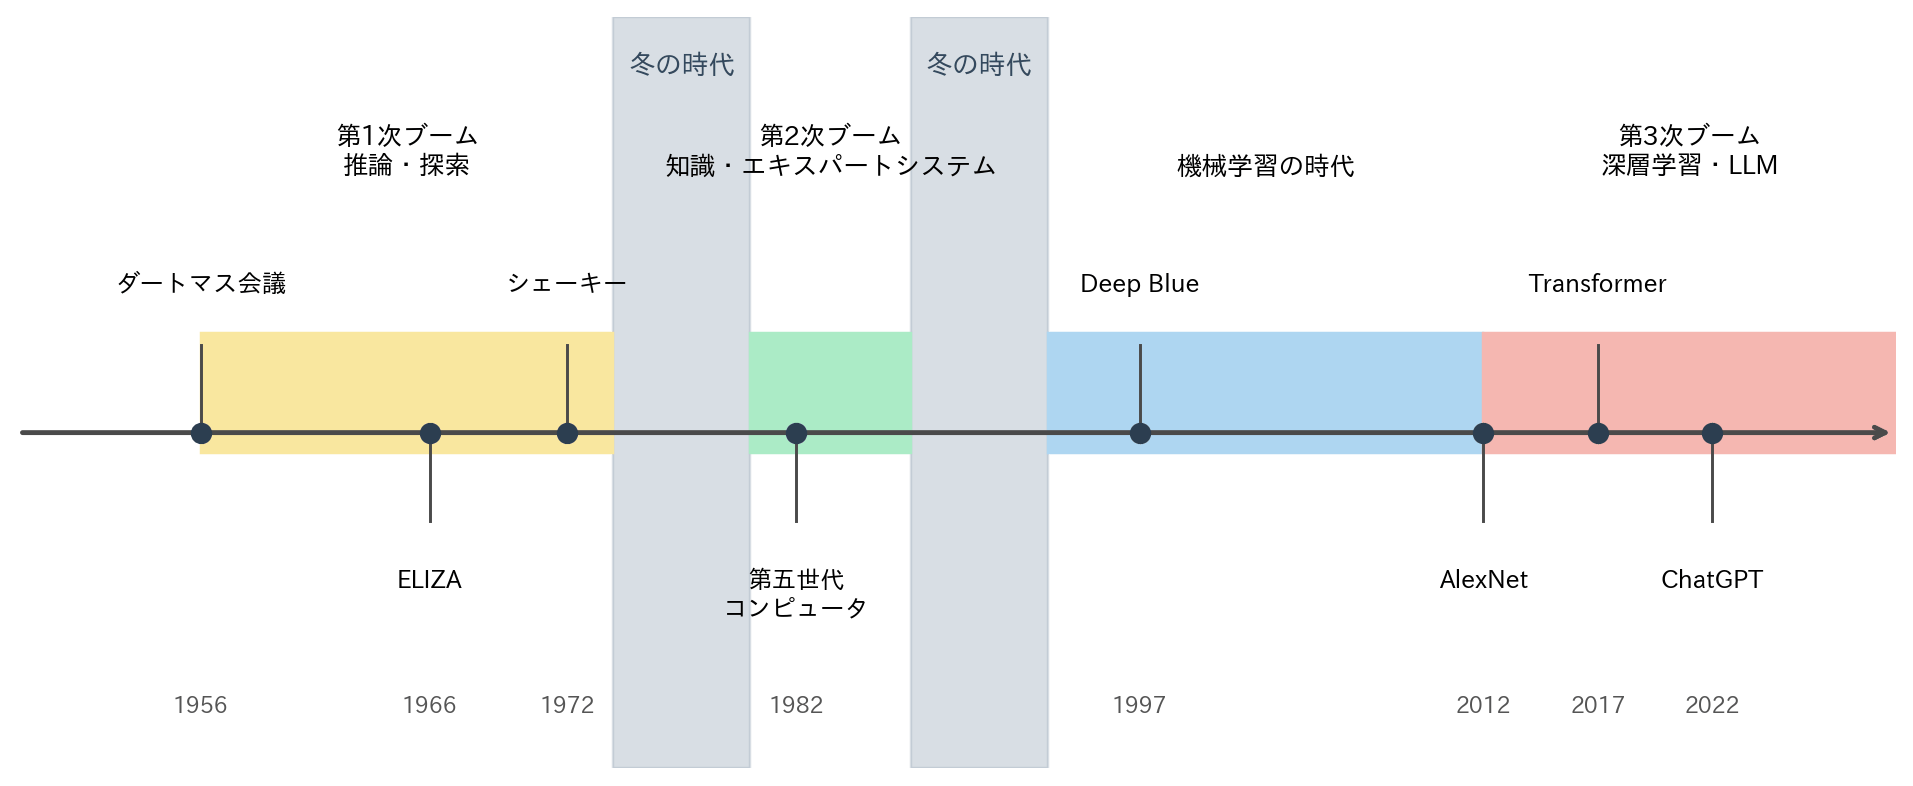 冬の時代
冬の時代
第1次ブーム
推論・探索
第2次ブーム
知識・エキスパートシステム
機械学習の時代
第3次ブーム
深層学習・LLM
ダートマス会議
シェーキー
Deep Blue
Transformer
ELIZA
第五世代
コンピュータ
AlexNet
ChatGPT
1956
1966
1972
1982
1997
2012
2017
2022